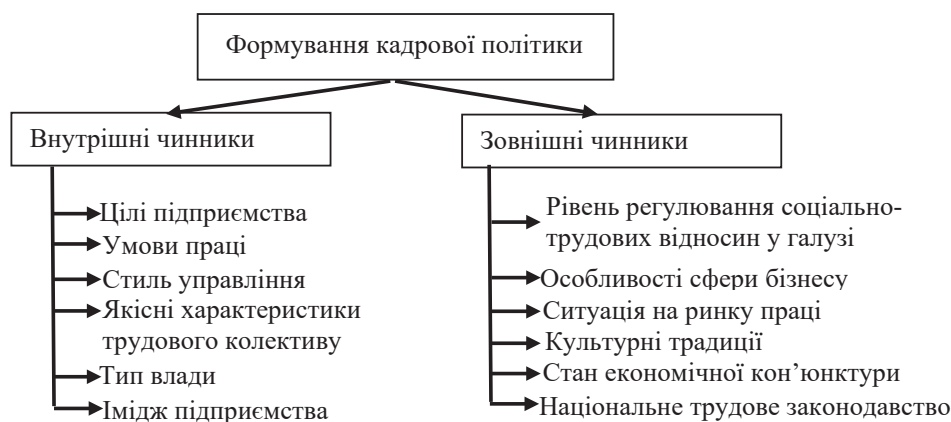 Формування кадрової політики
Внутрішні чинники
Цілі підприємства
Умови праці
Стиль управління
Якісні характеристики
трудового колективу
Тип влади
Імідж підприємства
Зовнішні чинники
Рівень регулювання соціально-
трудових відносин у галузі
Особливості сфери бізнесу
Ситуація на ринку праці
Культурні традиції
Стан економічної кон’юнктури
Національне трудове законодавство